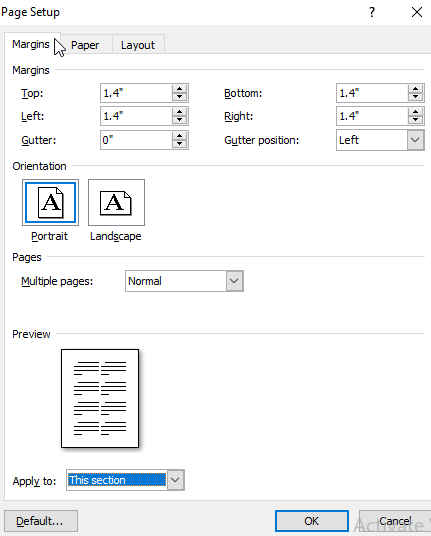 Page Setup ? ×
Margins Paper Layout
Margins
Top: 1.4" Bottom: 1.4"
Left: 1.4" Right: 1.4"
Gutter: 0" Gutter position: Left
Orientation
A A
Portrait Landscape
Pages
Multiple pages: Normal
Preview
Apply to: This section
Default... OK Cancel
Activate